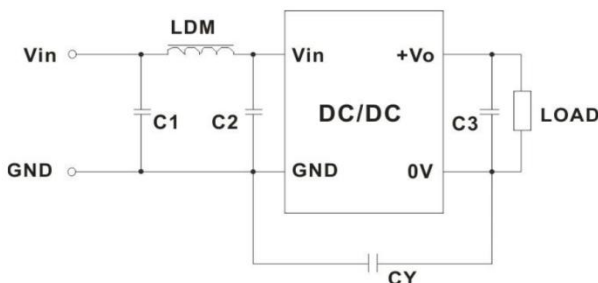 LDM
Vin
Vin
+Vo
C1
C2
DC/DC
C3
LOAD
GND
GND
0V
CY